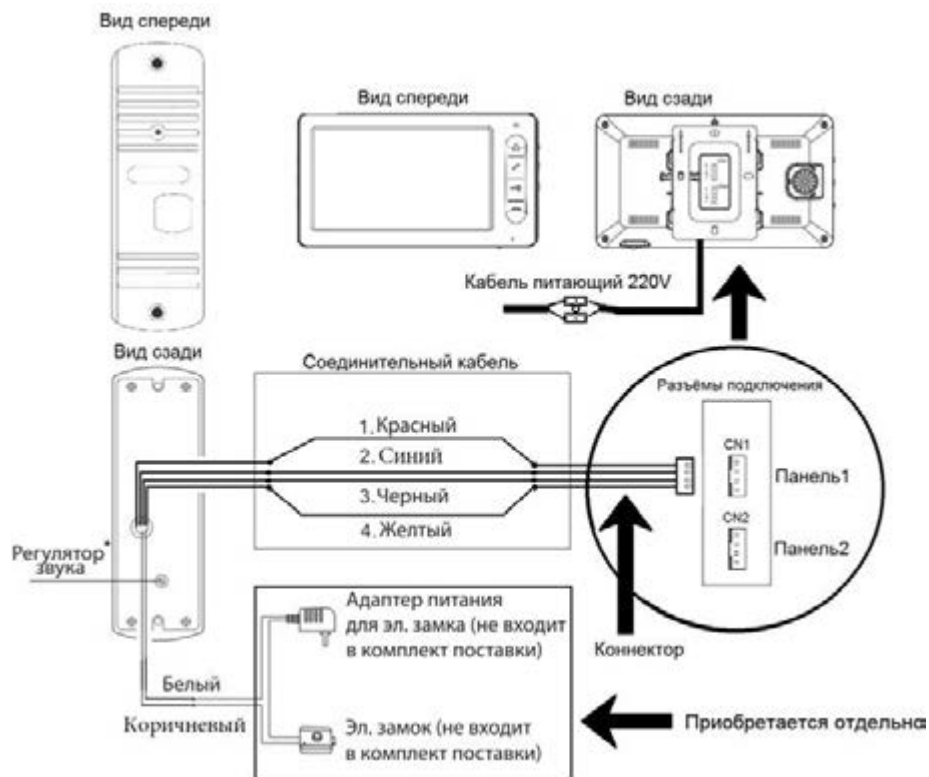 Вид спереди
Вид спереди
Вид сзади
Кабель питающий 220V
Вид сзади
Соединительный кабель
Разъёмы подключения
1. Красный
2. Синий
3. Черный
4. Желтый
CN1
Панель1
CN2
Панель2
Регулятор*
звука
Коннектор
Адаптер питания
для эл. замка (не входит
в комплект поставки)
Белый
Коричневый
Эл. замок (не входит
в комплект поставки)
Приобретается отдельно